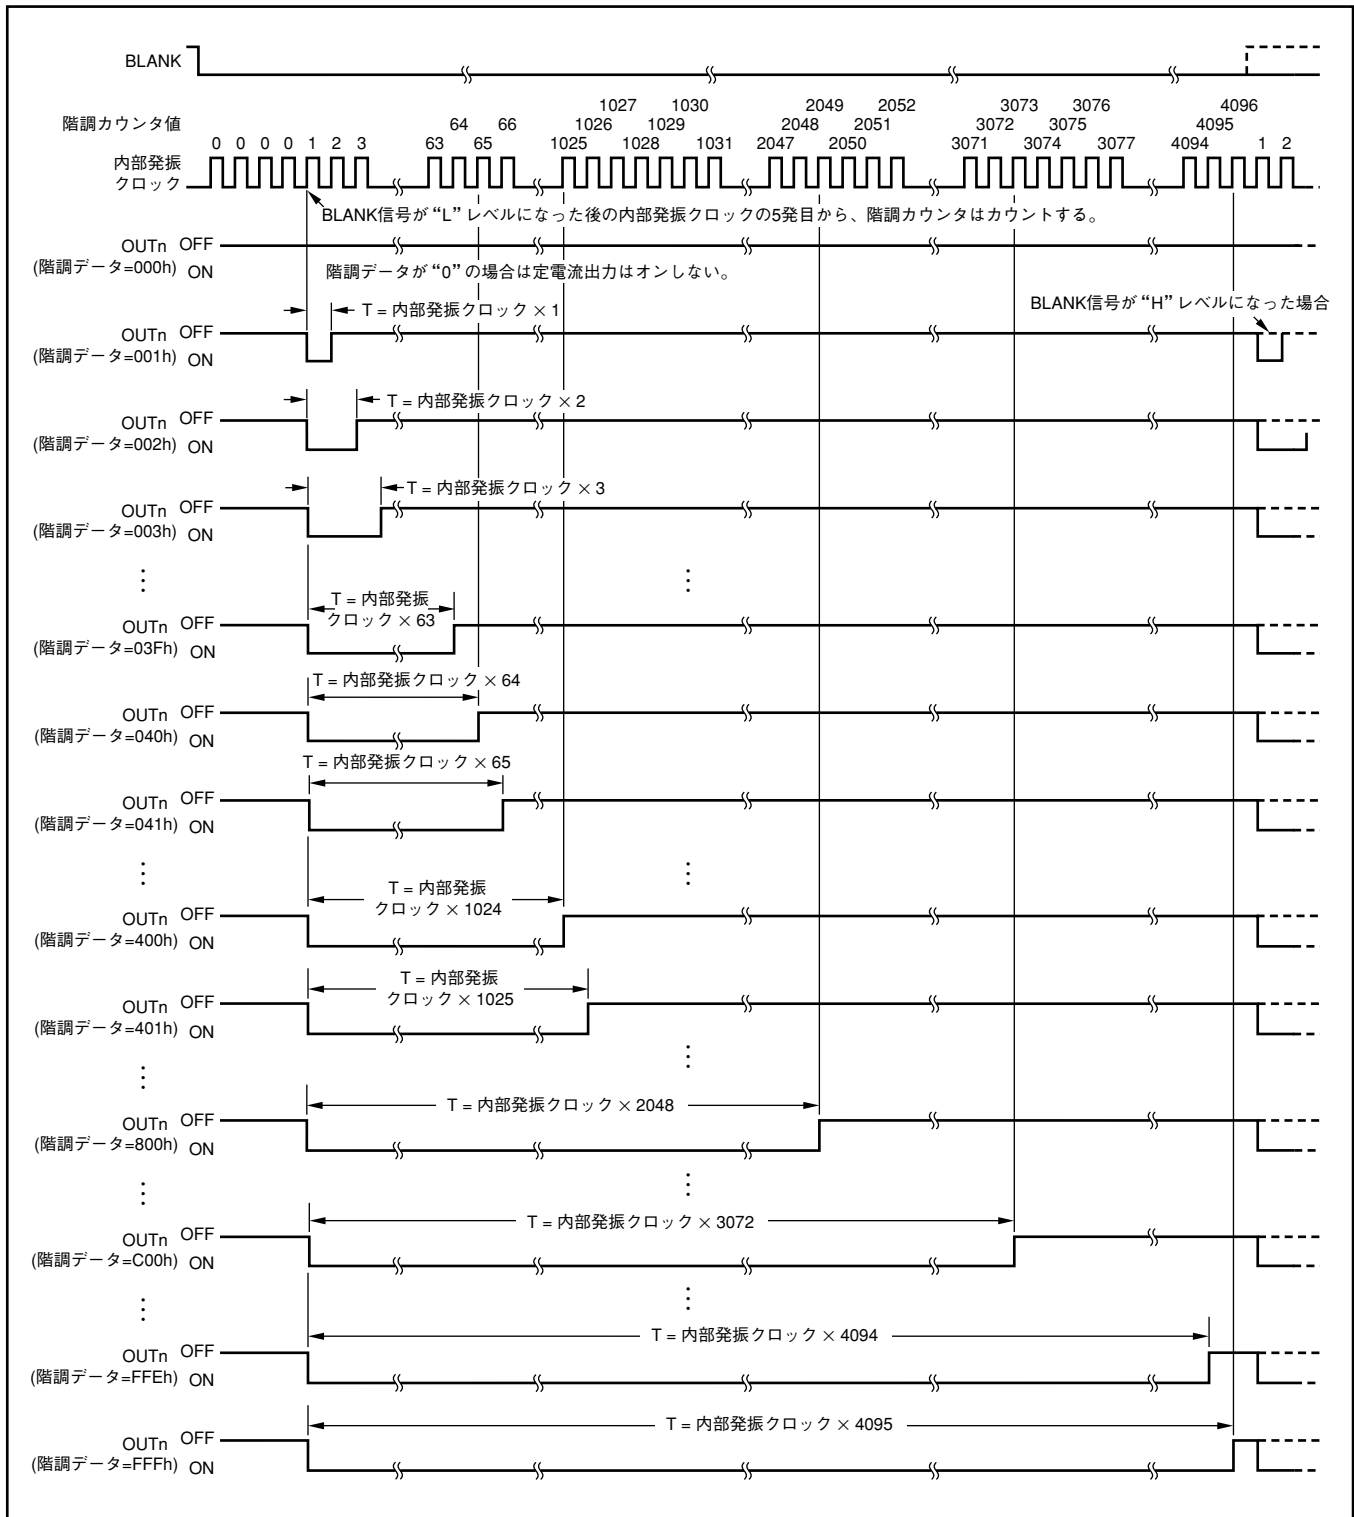 BLANK
階調カウンタ値
1027 1030 2049 2052 3073 3076 4096
64 66 1026 1029 2048 2051 3072 3075 4095
0 0 0 0 1 2 3 63 65 1025 1028 1031 2047 2050 3071 3074 3077 4094 1 2
内部発振
クロック
BLANK信号が“L”レベルになった後の内部発振クロックの5発目から、階調カウンタはカウントする。
OUTn OFF
(階調データ=000h) ON
階調データが“0”の場合は定電流出力はオンしない。
BLANK信号が“H”レベルになった場合
T = 内部発振クロック × 1
OUTn OFF
(階調データ=001h) ON
T = 内部発振クロック × 2
OUTn OFF
(階調データ=002h) ON
T = 内部発振クロック × 3
OUTn OFF
(階調データ=003h) ON
T = 内部発振
クロック × 63
OUTn OFF
(階調データ=03Fh) ON
T = 内部発振クロック × 64
OUTn OFF
(階調データ=040h) ON
T = 内部発振クロック × 65
OUTn OFF
(階調データ=041h) ON
T = 内部発振
クロック × 1024
OUTn OFF
(階調データ=400h) ON
T = 内部発振
クロック × 1025
OUTn OFF
(階調データ=401h) ON
T = 内部発振クロック × 2048
OUTn OFF
(階調データ=800h) ON
T = 内部発振クロック × 3072
OUTn OFF
(階調データ=C00h) ON
T = 内部発振クロック × 4094
OUTn OFF
(階調データ=FFEh) ON
T = 内部発振クロック × 4095
OUTn OFF
(階調データ=FFFh) ON